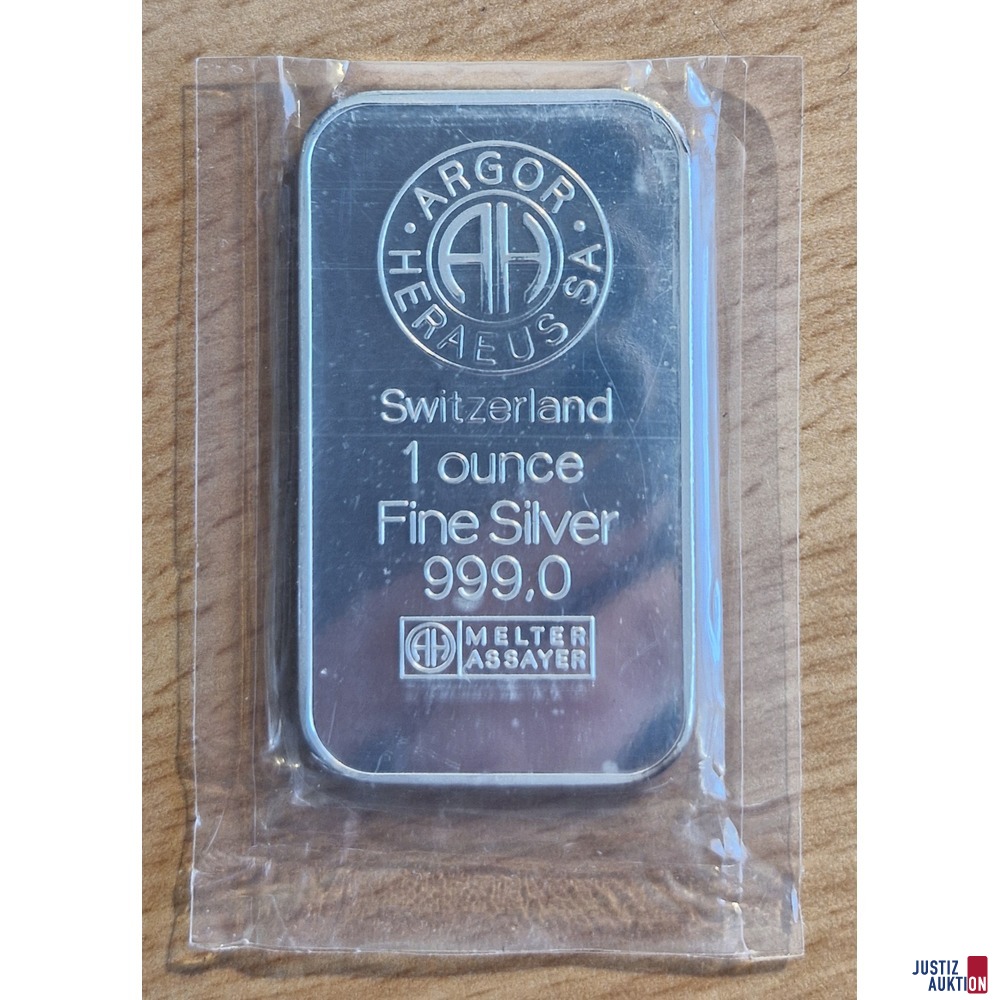 · ARGOR ·
HERAEUS SA
AH
Switzerland
1 ounce
Fine Silver
999,0
AH MELTER
ASSAYER
JUSTIZ
AUKTION